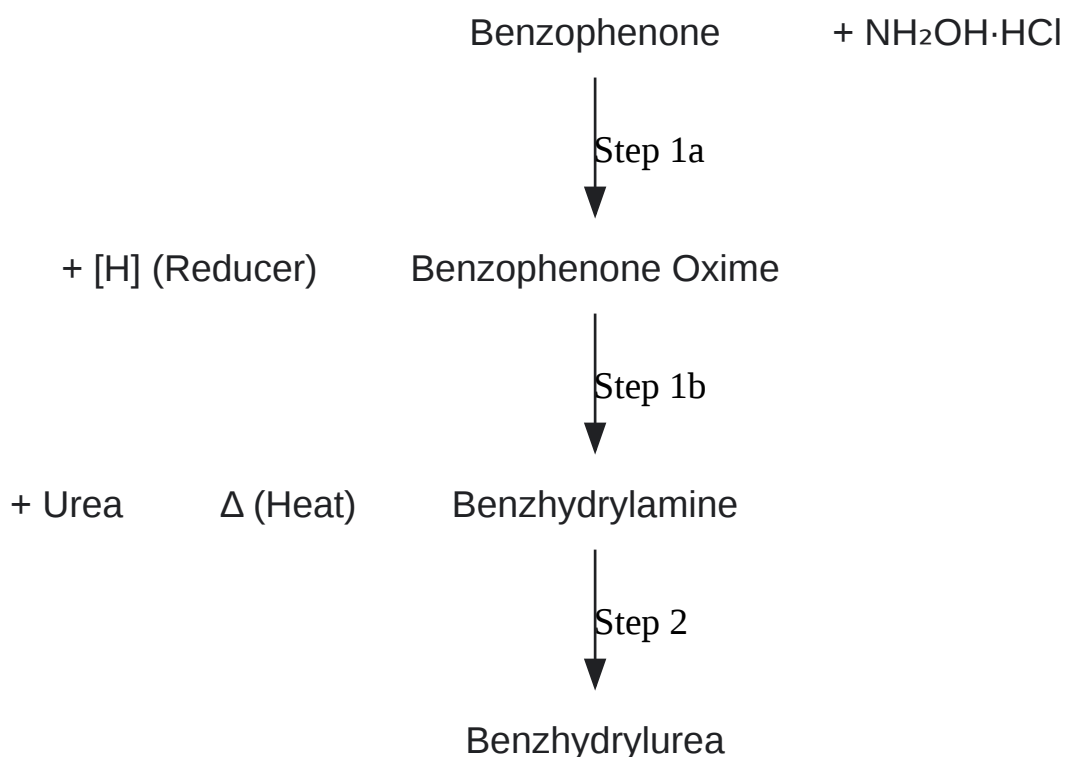 Benzophenone + NH₂OH·HCl
Step 1a
+ [H] (Reducer) Benzophenone Oxime
Step 1b
+ Urea Δ (Heat) Benzhydrylamine
Step 2
Benzhydrylurea